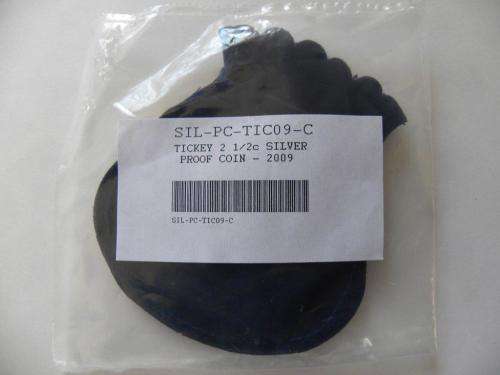 SIL-PC-TIC09-C
TICKEY 2 1/2c SILVER
PROOF COIN - 2009
SIL-PC-TIC09-C